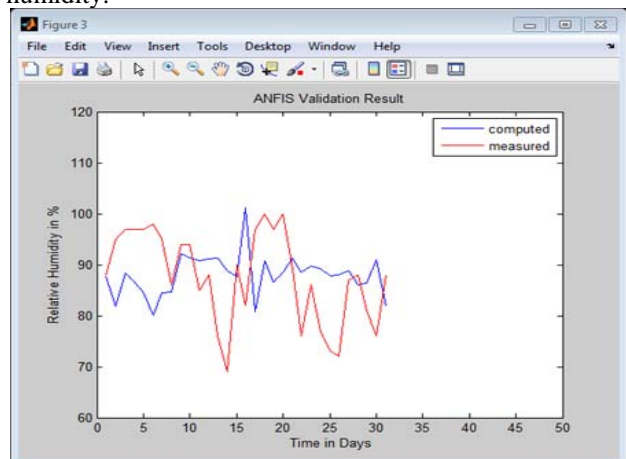 humidity.
Figure 3
File Edit View Insert Tools Desktop Window Help
ANFIS Validation Result
computed
measured
Relative Humidity in %
120
110
100
90
80
70
60
0 5 10 15 20 25 30 35 40 45 50
Time in Days